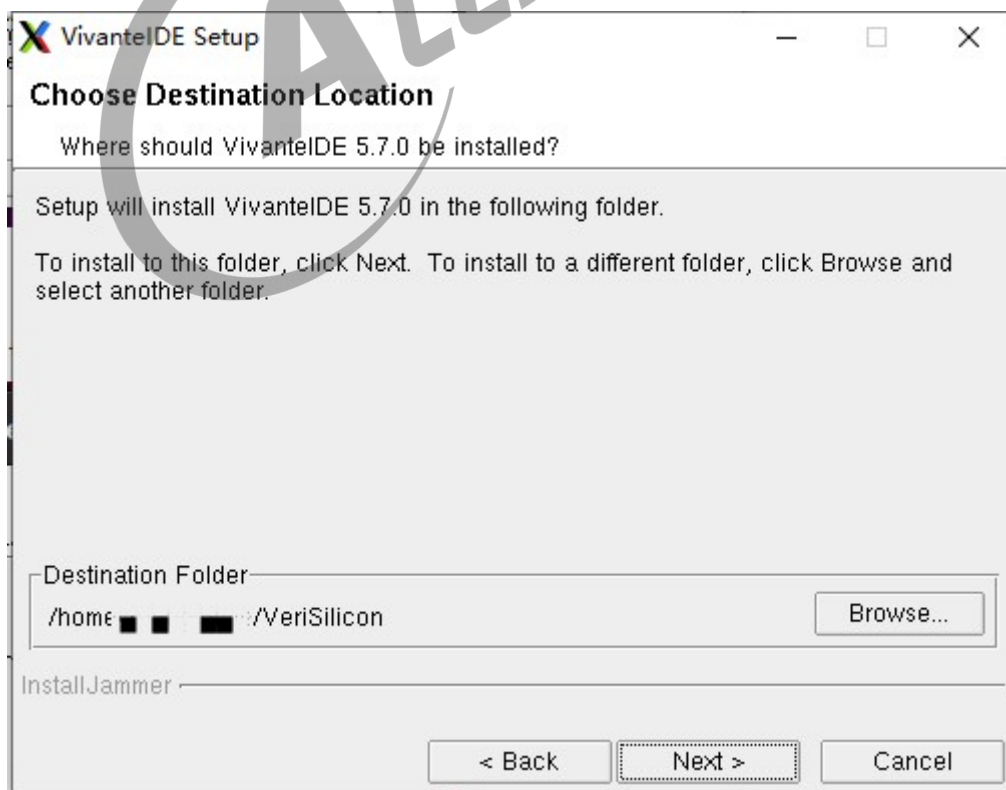 VivanteIDE Setup
Choose Destination Location
Where should VivanteIDE 5.7.0 be installed?
Setup will install VivanteIDE 5.7.0 in the following folder.
To install to this folder, click Next. To install to a different folder, click Browse and
select another folder.
Destination Folder
/home /VeriSilicon
Browse...
InstallJammer
< Back
Next >
Cancel